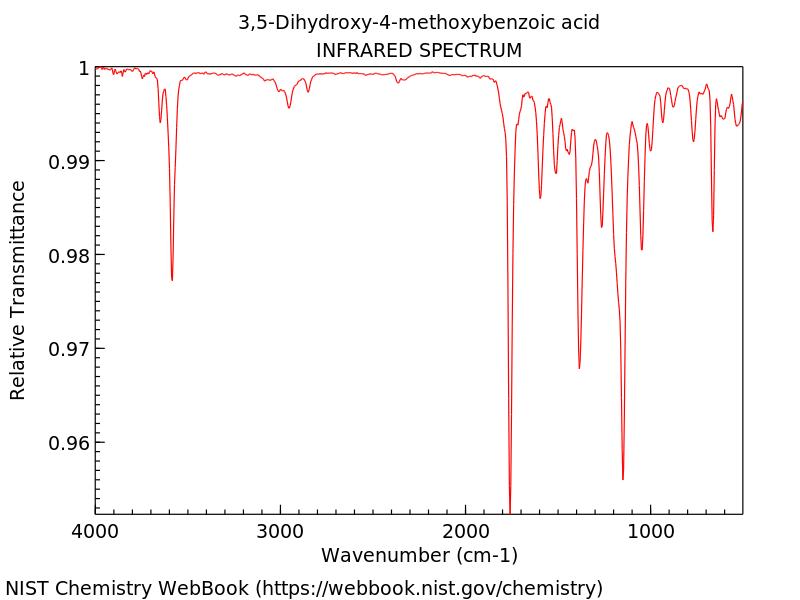 3,5-Dihydroxy-4-methoxybenzoic acid
INFRARED SPECTRUM
1
0.99
0.98
0.97
0.96
Relative Transmittance
4000 3000 2000 1000
Wavenumber (cm-1)
NIST Chemistry WebBook (https://webbook.nist.gov/chemistry)